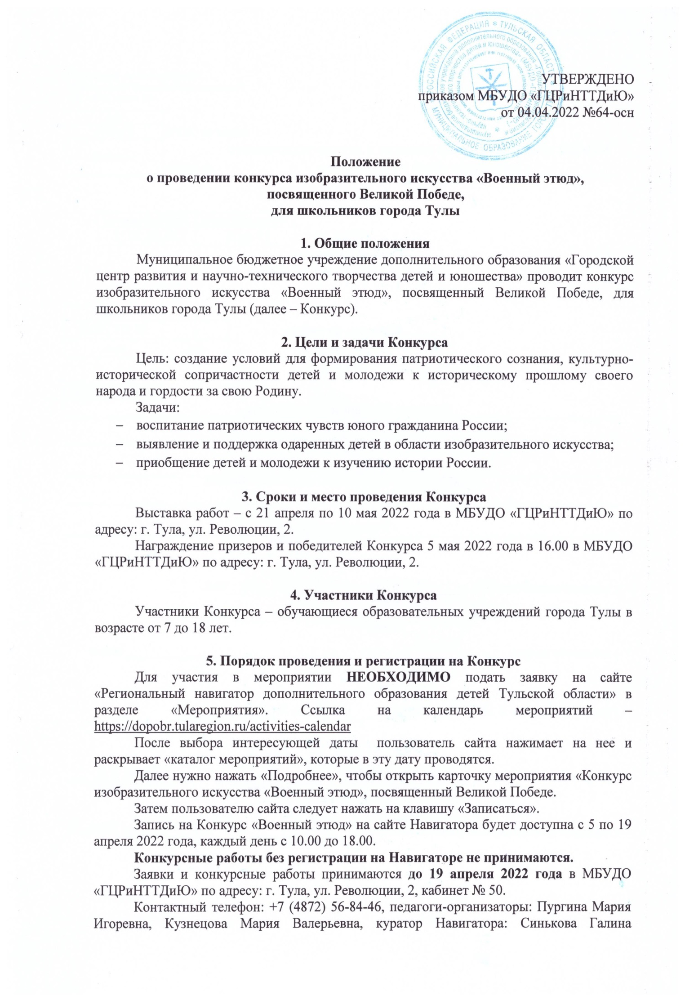 РОССИЙСКАЯ ФЕДЕРАЦИЯ * ТУЛЬСКАЯ ОБЛАСТЬ *
МУНИЦИПАЛЬНОЕ ОБРАЗОВАНИЕ ГОРОД ТУЛА
УТВЕРЖДЕНО
приказом МБУДО «ГЦРиНТТДиЮ»
от 04.04.2022 №64-осн
Положение
о проведении конкурса изобразительного искусства «Военный этюд»,
посвященного Великой Победе,
для школьников города Тулы
1. Общие положения
Муниципальное бюджетное учреждение дополнительного образования «Городской
центр развития и научно-технического творчества детей и юношества» проводит конкурс
изобразительного искусства «Военный этюд», посвященный Великой Победе, для
школьников города Тулы (далее – Конкурс).
2. Цели и задачи Конкурса
Цель: создание условий для формирования патриотического сознания, культурно-
исторической сопричастности детей и молодежи к историческому прошлому своего
народа и гордости за свою Родину.
Задачи:
– воспитание патриотических чувств юного гражданина России;
– выявление и поддержка одаренных детей в области изобразительного искусства;
– приобщение детей и молодежи к изучению истории России.
3. Сроки и место проведения Конкурса
Выставка работ – с 21 апреля по 10 мая 2022 года в МБУДО «ГЦРиНТТДиЮ» по
адресу: г. Тула, ул. Революции, 2.
Награждение призеров и победителей Конкурса 5 мая 2022 года в 16.00 в МБУДО
«ГЦРиНТТДиЮ» по адресу: г. Тула, ул. Революции, 2.
4. Участники Конкурса
Участники Конкурса – обучающиеся образовательных учреждений города Тулы в
возрасте от 7 до 18 лет.
5. Порядок проведения и регистрации на Конкурс
Для участия в мероприятии НЕОБХОДИМО подать заявку на сайте
«Региональный навигатор дополнительного образования детей Тульской области» в
разделе «Мероприятия». Ссылка на календарь мероприятий –
https://dopobr.tularegion.ru/activities-calendar
После выбора интересующей даты пользователь сайта нажимает на нее и
раскрывает «каталог мероприятий», которые в эту дату проводятся.
Далее нужно нажать «Подробнее», чтобы открыть карточку мероприятия «Конкурс
изобразительного искусства «Военный этюд», посвященный Великой Победе.
Затем пользователю сайта следует нажать на клавишу «Записаться».
Запись на Конкурс «Военный этюд» на сайте Навигатора будет доступна с 5 по 19
апреля 2022 года, каждый день с 10.00 до 18.00.
Конкурсные работы без регистрации на Навигаторе не принимаются.
Заявки и конкурсные работы принимаются до 19 апреля 2022 года в МБУДО
«ГЦРиНТТДиЮ» по адресу: г. Тула, ул. Революции, 2, кабинет № 50.
Контактный телефон: +7 (4872) 56-84-46, педагоги-организаторы: Пургина Мария
Игоревна, Кузнецова Мария Валерьевна, куратор Навигатора: Синькова Галина